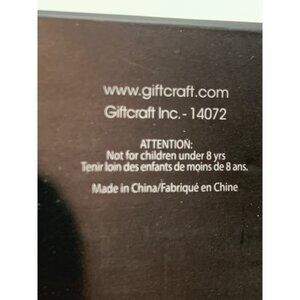 www.giftcraft.com
Giftcraft Inc. - 14072
ATTENTION:
Not for children under 8 yrs
Tenir loin des enfants de moins de 8 ans.
Made in China/Fabriqué en Chine